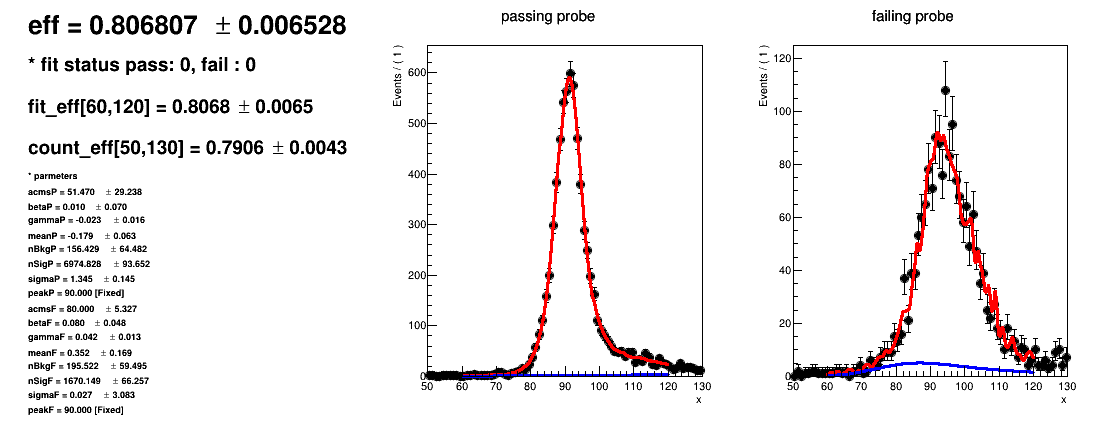 eff = 0.806807 ± 0.006528
* fit status pass: 0, fail : 0
fit_eff[60,120] = 0.8068 ± 0.0065
count_eff[50,130] = 0.7906 ± 0.0043
* parmeters
acmsP = 51.470 ± 29.238
betaP = 0.010 ± 0.070
gammaP = -0.023 ± 0.016
meanP = -0.179 ± 0.063
nBkgP = 156.429 ± 64.482
nSigP = 6974.828 ± 93.652
sigmaP = 1.345 ± 0.145
peakP = 90.000 [Fixed]
acmsF = 80.000 ± 5.327
betaF = 0.080 ± 0.048
gammaF = 0.042 ± 0.013
meanF = 0.352 ± 0.169
nBkgF = 195.522 ± 59.495
nSigF = 1670.149 ± 66.257
sigmaF = 0.027 ± 3.083
peakF = 90.000 [Fixed]
passing probe
Events / ( 1 )
600
500
400
300
200
100
0
50 60 70 80 90 100 110 120 130
x
failing probe
Events / ( 1 )
120
100
80
60
40
20
0
50 60 70 80 90 100 110 120 130
x